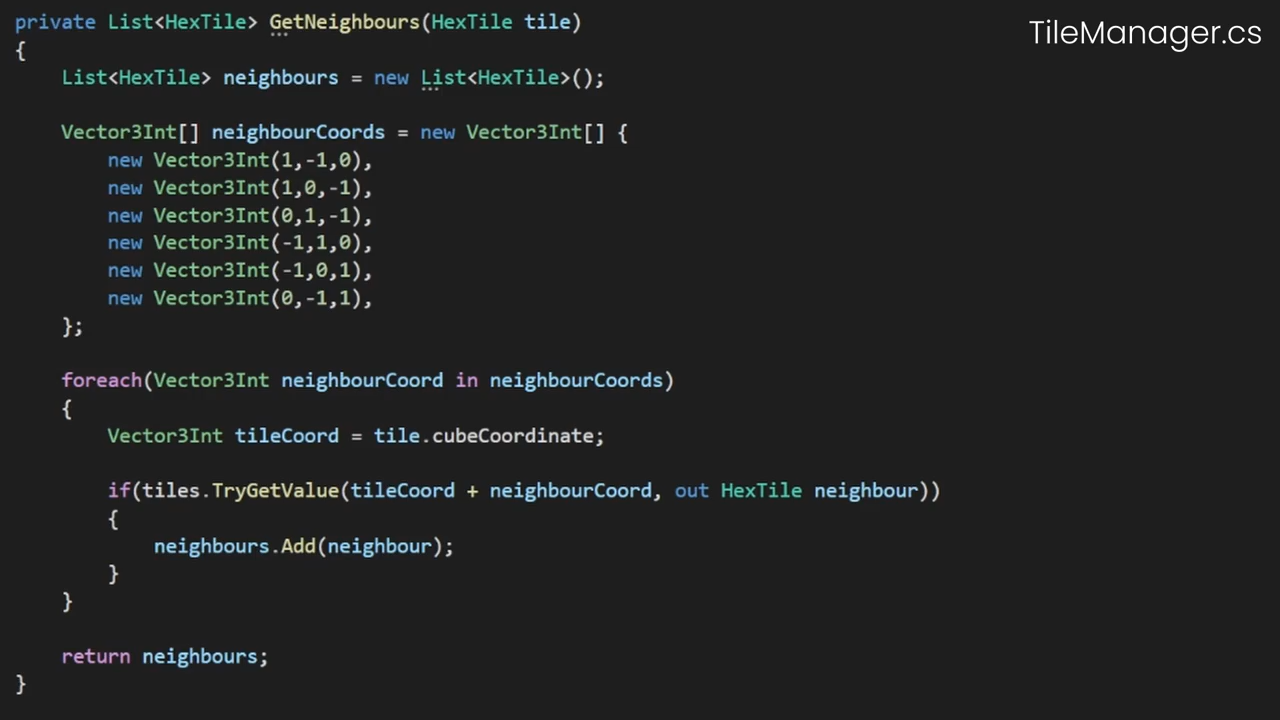 private List<HexTile> GetNeighbours(HexTile tile)
TileManager.cs
{
    List<HexTile> neighbours = new List<HexTile>();

    Vector3Int[] neighbourCoords = new Vector3Int[] {
        new Vector3Int(1,-1,0),
        new Vector3Int(1,0,-1),
        new Vector3Int(0,1,-1),
        new Vector3Int(-1,1,0),
        new Vector3Int(-1,0,1),
        new Vector3Int(0,-1,1),
    };

    foreach(Vector3Int neighbourCoord in neighbourCoords)
    {
        Vector3Int tileCoord = tile.cubeCoordinate;

        if(tiles.TryGetValue(tileCoord + neighbourCoord, out HexTile neighbour))
        {
            neighbours.Add(neighbour);
        }
    }

    return neighbours;
}